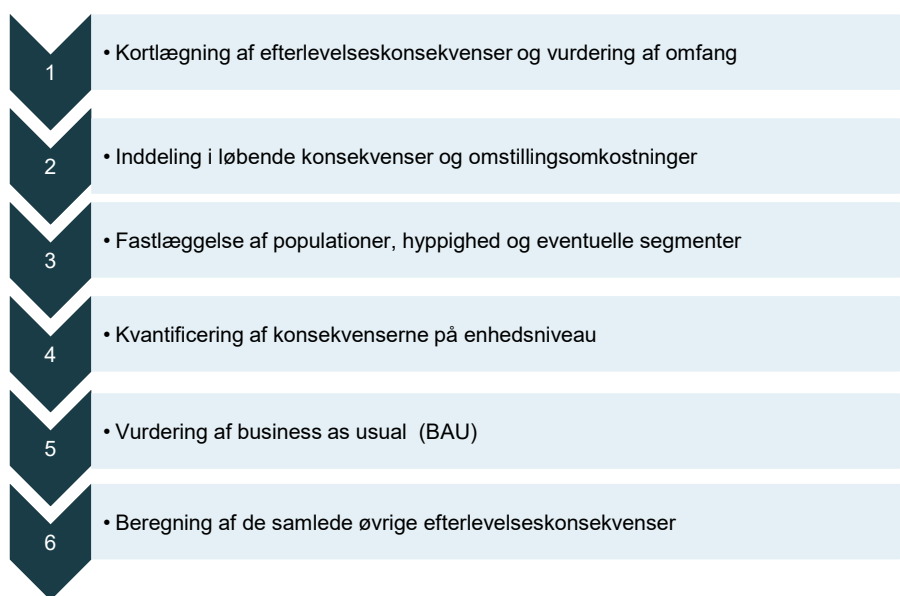 1 • Kortlægning af efterlevelseskonsekvenser og vurdering af omfang
2 • Inddeling i løbende konsekvenser og omstillingsomkostninger
3 • Fastlæggelse af populationer, hyppighed og eventuelle segmenter
4 • Kvantificering af konsekvenserne på enhedsniveau
5 • Vurdering af business as usual (BAU)
6 • Beregning af de samlede øvrige efterlevelseskonsekvenser